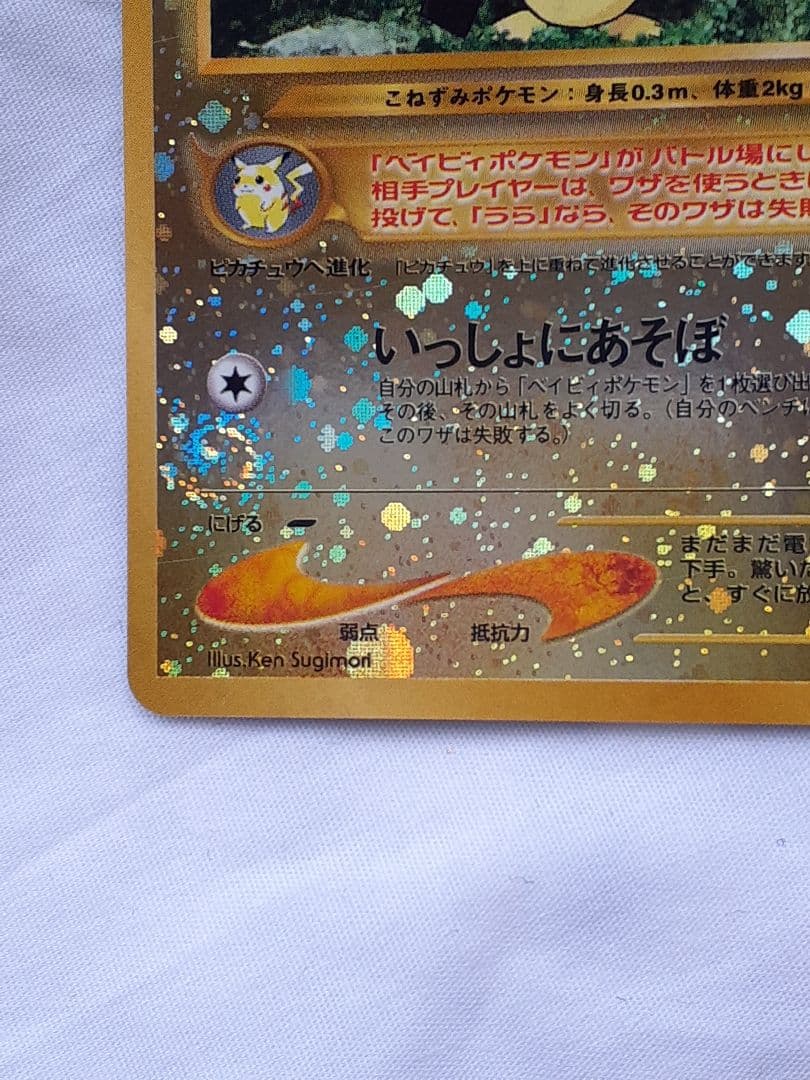 こねずみポケモン：身長0.3m、体重2kg
「ベイビィポケモン」がバトル場にい
相手プレイヤーは、ワザを使うとき
投げて、「うら」なら、そのワザは失敗
ピカチュウへ進化 「ピカチュウ」を上に重ねて進化させることができます
いっしょにあそぼ
自分の山札から「ベイビィポケモン」を1枚選び出
その後、その山札をよく切る。（自分のベンチ
このワザは失敗する。）
にげる
まだまだ電
下手。驚いた
と、すぐに放
弱点 抵抗力
Illus.Ken Sugimori